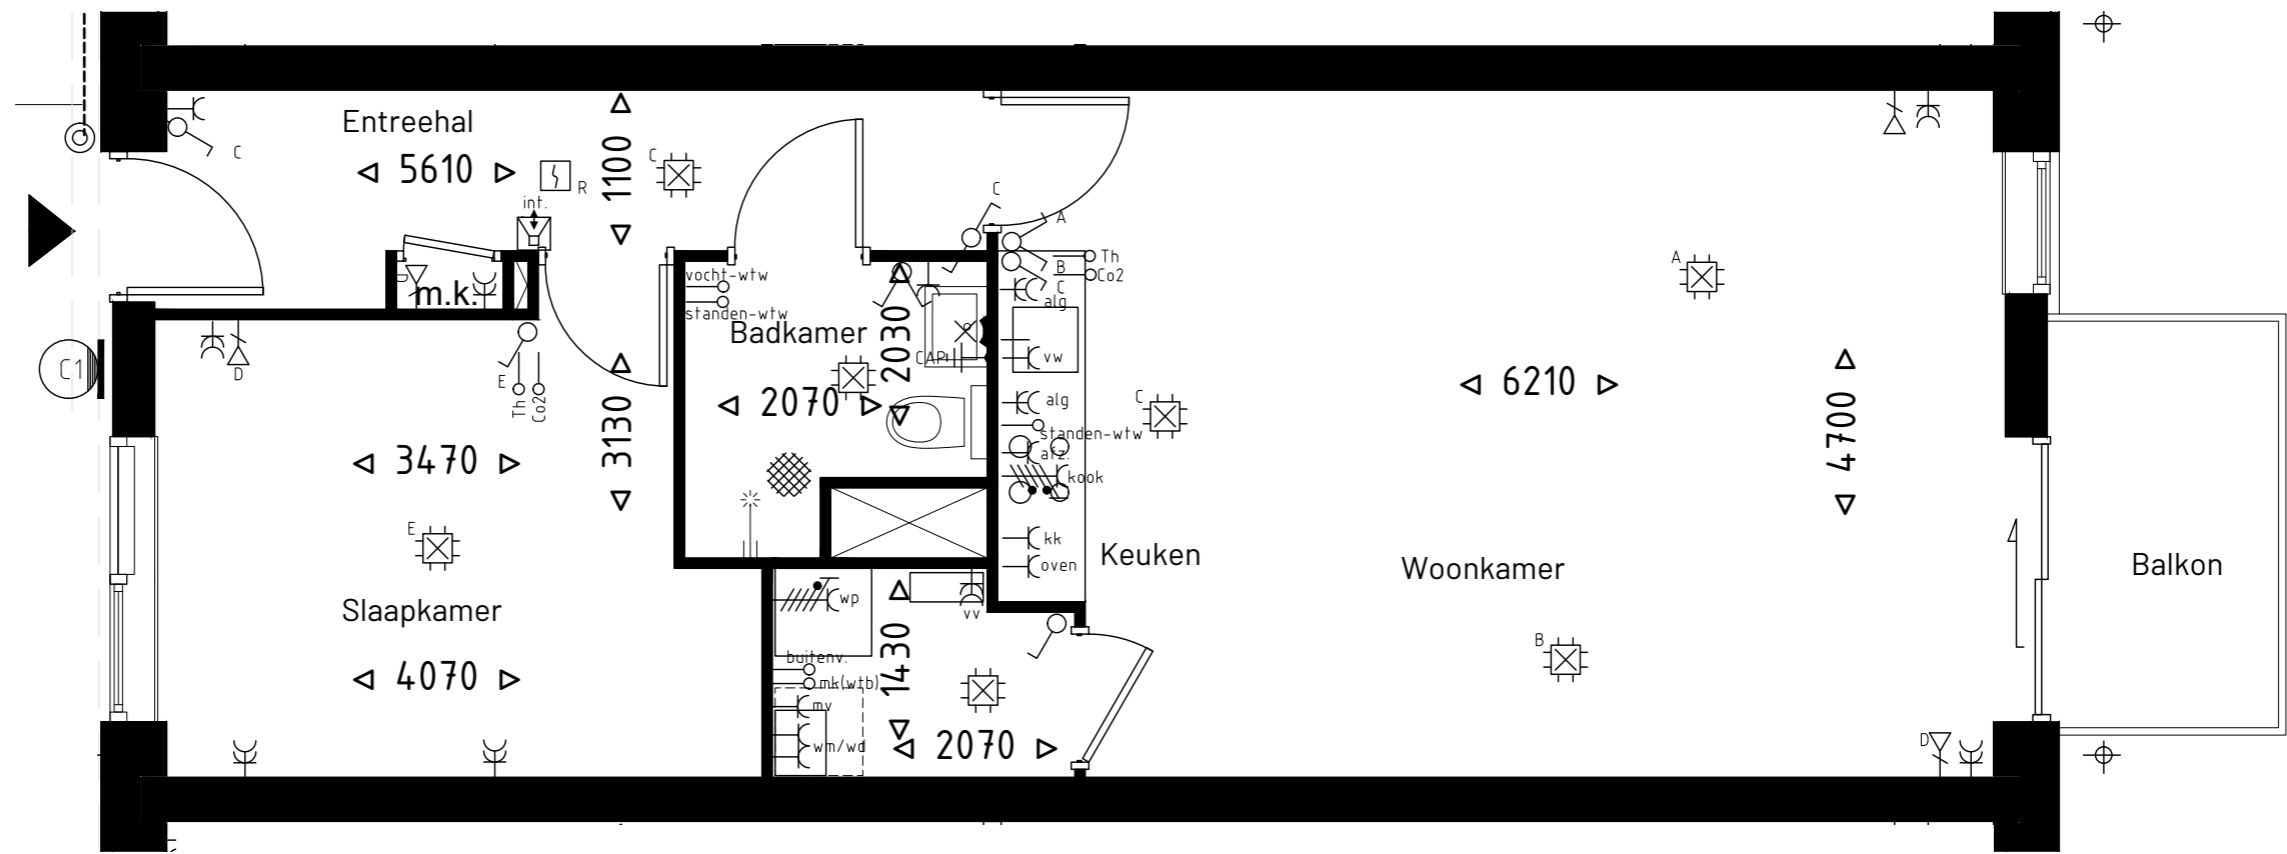 Entreehal
C
5610
R
int.
1100
C
C
A
B
C
Th
Co2
A
m.k.
vocht-wtw
standen-wtw
Badkamer
2030
alg
vw
CAP
C1
D
E
Th
Co2
3130
2070
alg
standen-wtw
afz.
kook
C
6210
4700
3470
E
kk
oven
Keuken
Woonkamer
Balkon
Slaapkamer
4070
wp
vv
buitenv.
mk(wtb)
mv
wm/wd
1430
2070
B
D